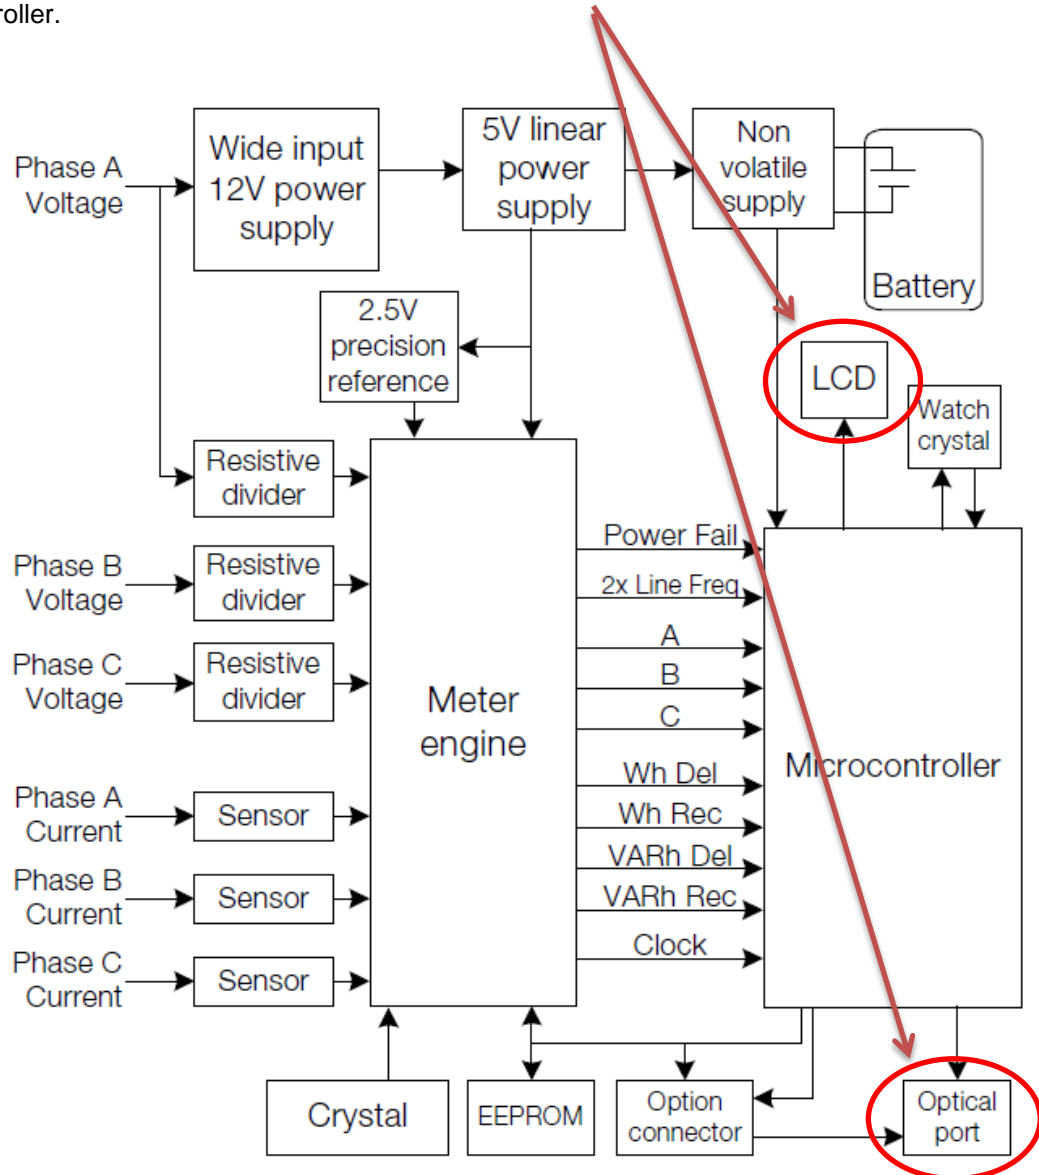 roller.
Phase A
Voltage
Wide input
12V power
supply
5V linear
power
supply
Non
volatile
supply
Battery
2.5V
precision
reference
LCD
Watch
crystal
Resistive
divider
Phase B
Voltage
Resistive
divider
Phase C
Voltage
Resistive
divider
Meter
engine
Power Fail
2x Line Freq
A
B
C
Wh Del
Wh Rec
VARh Del
VARh Rec
Clock
Microcontroller
Phase A
Current
Sensor
Phase B
Current
Sensor
Phase C
Current
Sensor
Crystal
EEPROM
Option
connector
Optical
port